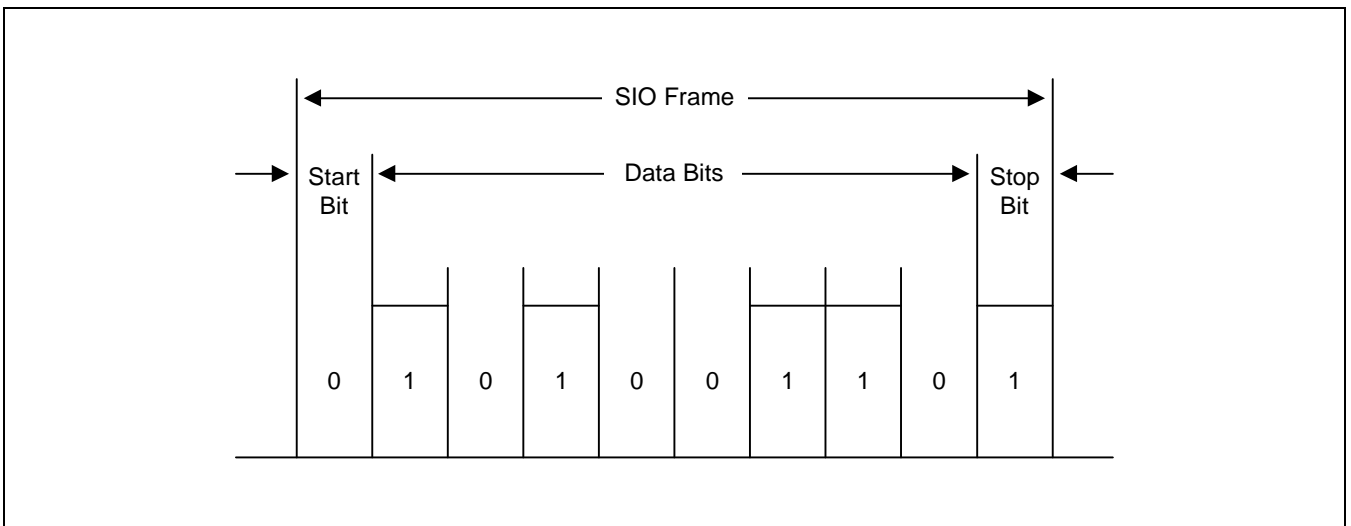 SIO Frame
Start
Bit
Data Bits
Stop
Bit
0 1 0 1 0 0 1 1 0 1